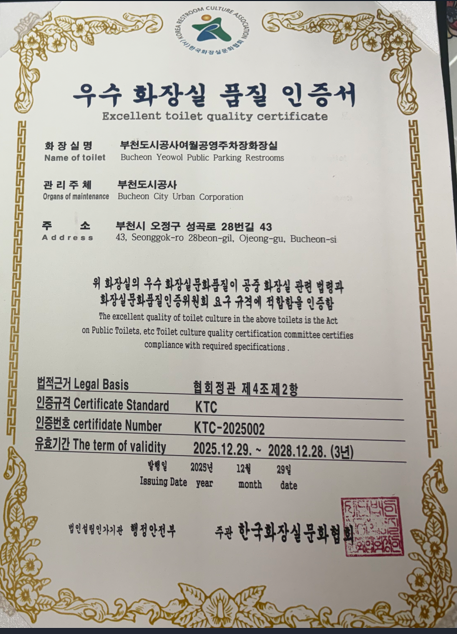 KOREA RESTROOM CULTURE ASSOCIATION
(사)한국화장실문화협회
우수 화장실 품질 인증서
Excellent toilet quality certificate
화 장 실 명 부천도시공사여월공영주차장화장실
Name of toilet Bucheon Yeowol Public Parking Restrooms
관 리 주 체 부천도시공사
Organs of maintenance Bucheon City Urban Corporation
주 소 부천시 오정구 성곡로 28번길 43
Address 43, Seonggok-ro 28beon-gil, Ojeong-gu, Bucheon-si
위 화장실의 우수 화장실문화품질이 공중 화장실 관련 법령과
화장실문화품질인증위원회 요구 규격에 적합함을 인증함
The excellent quality of toilet culture in the above toilets is the Act
on Public Toilets, etc Toilet culture quality certification committee certifies
compliance with required specifications .
법적근거 Legal Basis 협회정관 제4조제2항
인증규격 Certificate Standard KTC
인증번호 certifidate Number KTC-2025002
유효기간 The term of validity 2025.12.29. ~ 2028.12.28. (3년)
발행일 2025년 12월 29일
Issuing Date year month date
법인설립인가기관 행정안전부 주관 한국화장실문화협회